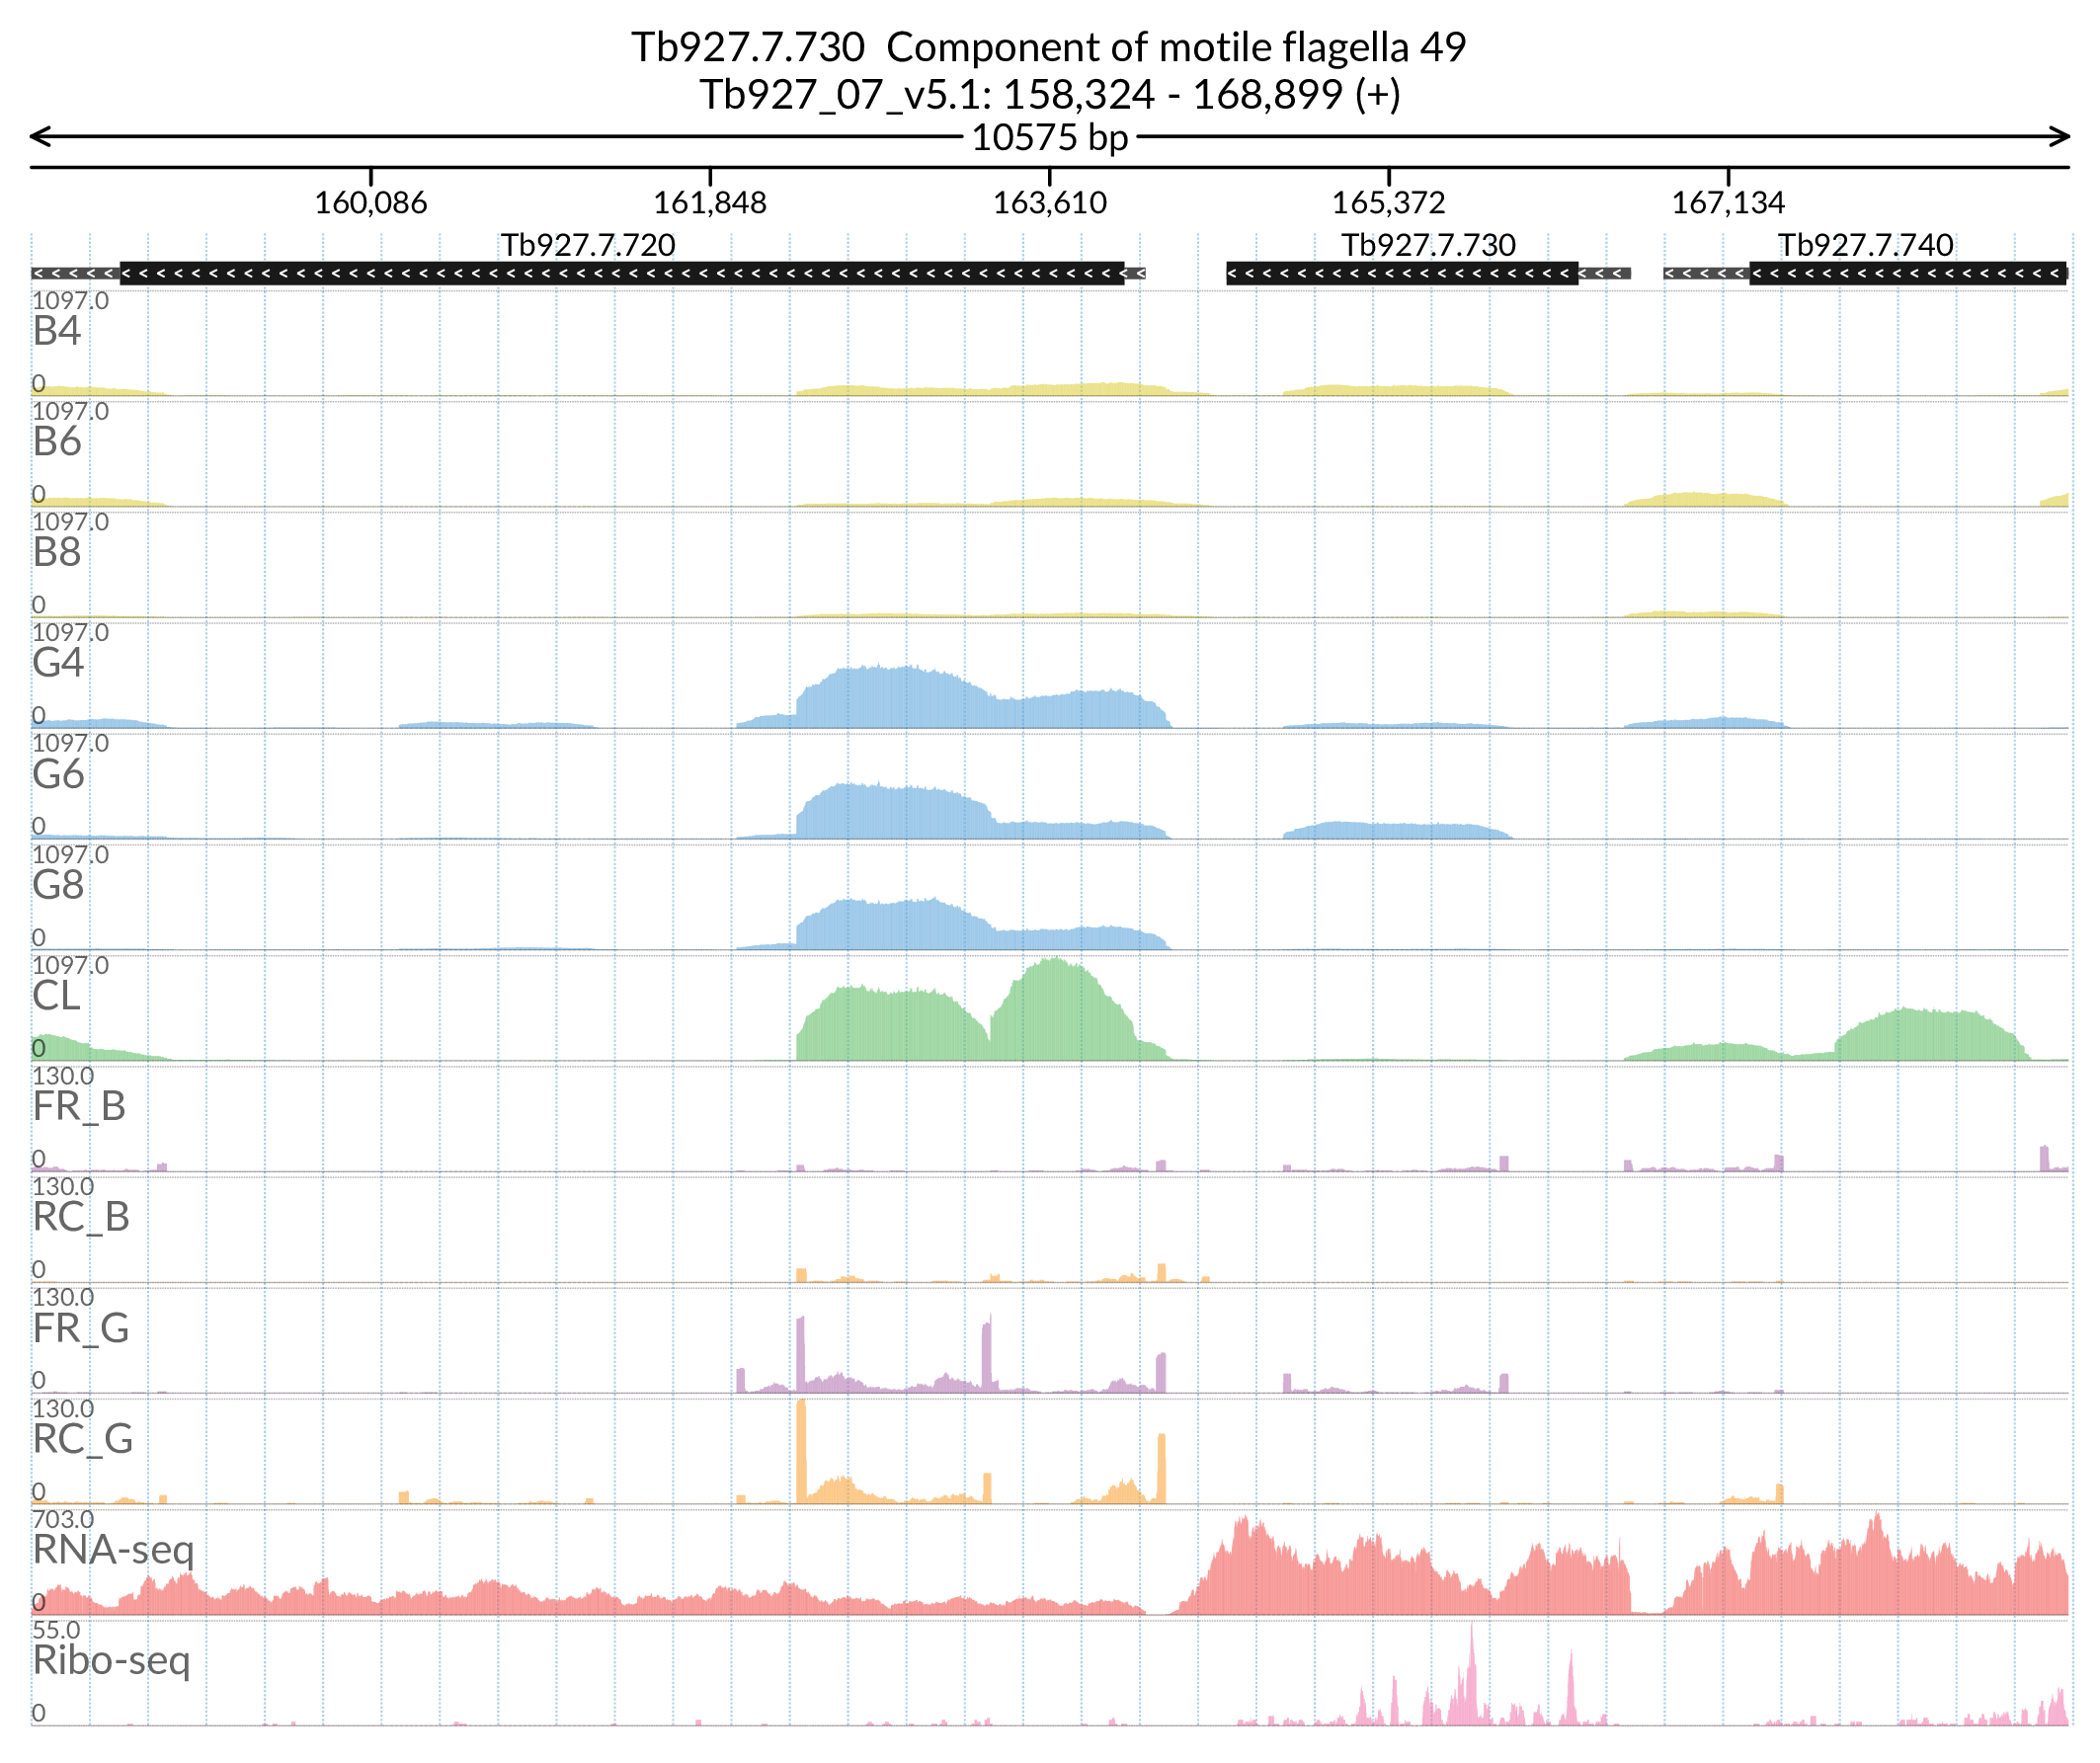 Tb927.7.730 Component of motile flagella 49
Tb927_07_v5.1: 158,324 - 168,899 (+)
10575 bp
160,086 161,848 163,610 165,372 167,134
Tb927.7.720 Tb927.7.730 Tb927.7.740
1097.0
B4
0
1097.0
B6
0
1097.0
B8
0
1097.0
G4
0
1097.0
G6
0
1097.0
G8
0
1097.0
CL
0
130.0
FR_B
0
130.0
RC_B
0
130.0
FR_G
0
130.0
RC_G
0
703.0
RNA-seq
0
55.0
Ribo-seq
0